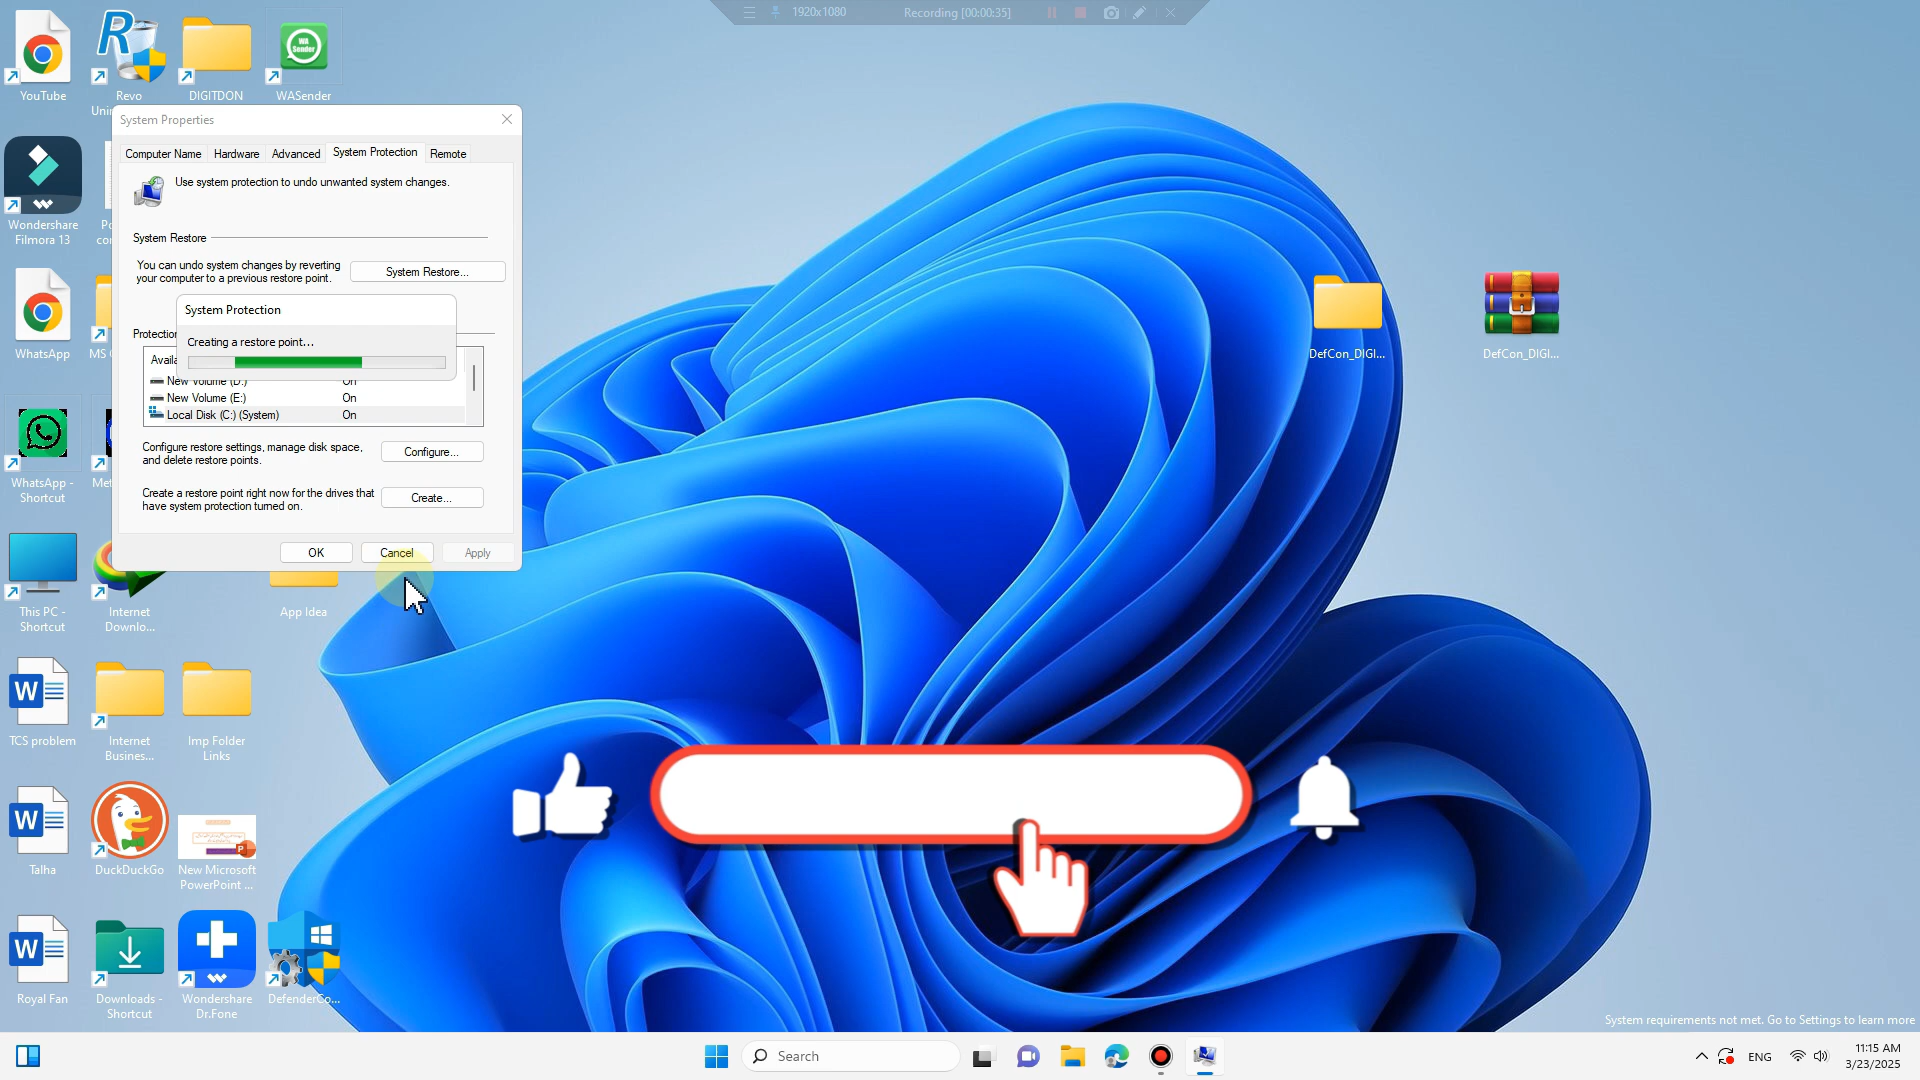 1920x1080
Recording [00:00:35]
YouTube
Revo
DIGITDON
WASender
System Properties
Computer Name
Hardware
Advanced
System Protection
Remote
Use system protection to undo unwanted system changes.
System Restore
You can undo system changes by reverting
your computer to a previous restore point.
System Restore...
System Protection
Creating a restore point...
New Volume (D:)
On
New Volume (E:)
On
Local Disk (C:) (System)
On
Configure restore settings, manage disk space,
and delete restore points.
Configure...
Create a restore point right now for the drives that
have system protection turned on.
Create...
OK
Cancel
Apply
Wondershare
Filmora 13
WhatsApp
WhatsApp -
Shortcut
This PC -
Shortcut
Internet
Downlo...
App Idea
TCS problem
Internet
Busines...
Imp Folder
Links
Talha
DuckDuckGo
New Microsoft
PowerPoint ...
Royal Fan
Downloads -
Shortcut
Wondershare
Dr.Fone
DefenderCo...
DefCon_DIGI...
DefCon_DIGI...
System requirements not met. Go to Settings to learn more
Search
ENG
11:15 AM
3/23/2025